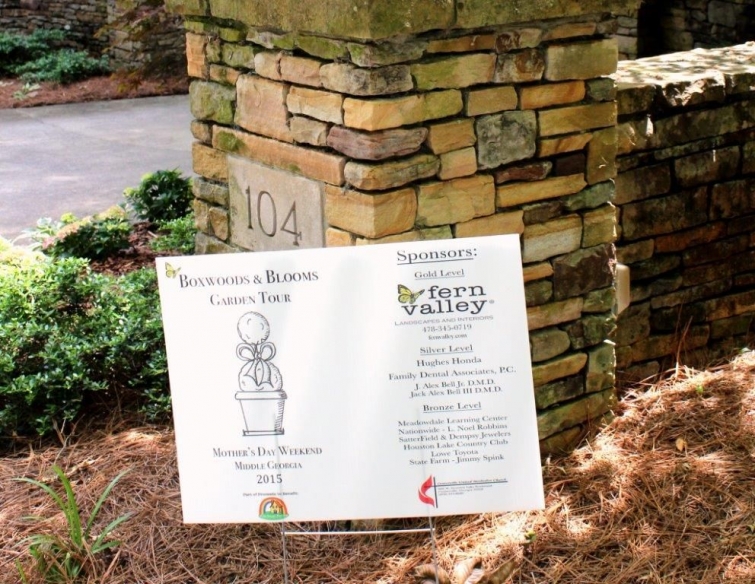 104
BOXWOODS & BLOOMS
GARDEN TOUR
MOTHER'S DAY WEEKEND
MIDDLE GEORGIA
2015
Sponsors:
Gold Level
fern
valley
LANDSCAPES AND INTERIORS
478-345-0719
fernvalley.com
Silver Level
Hughes Honda
Family Dental Associates, P.C.
J. Alex Bell Jr. D.M.D.
Jack Alex Bell III D.M.D.
Bronze Level
Meadowdale Learning Center
Nationwide - L. Noel Robbins
SatterField & Dempsy Jewelers
Houston Lake Country Club
Lowe Toyota
State Farm - Jimmy Spink